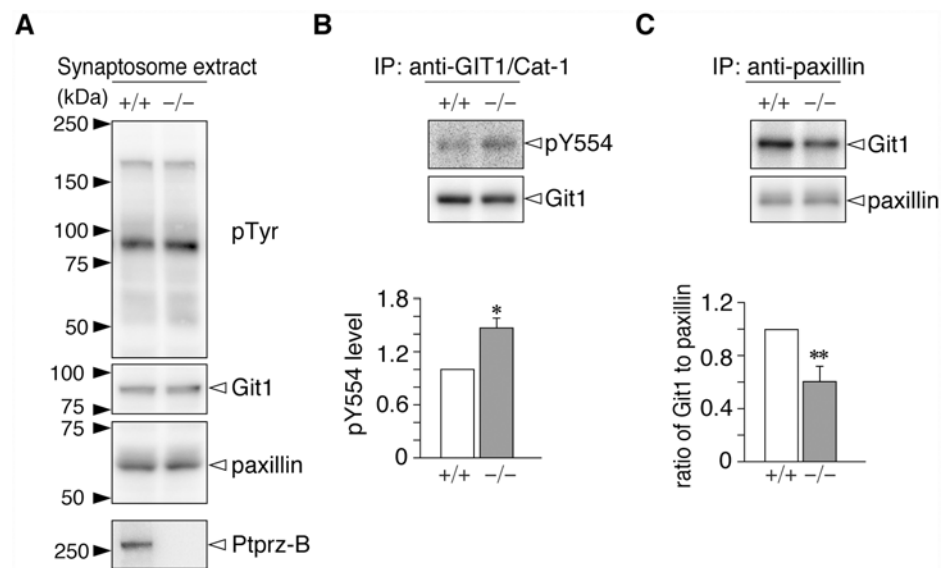 A
Synaptosome extract
(kDa) +/+ −/−
250
150
100
75
50
pTyr
100
75
Git1
75
50
paxillin
250
Ptprz-B
B
IP: anti-GIT1/Cat-1
+/+ −/−
pY554
Git1
pY554 level
1.8
1.2
0.6
0
*
+/+ −/−
C
IP: anti-paxillin
+/+ −/−
Git1
paxillin
ratio of Git1 to paxillin
1.2
0.8
0.4
0
**
+/+ −/−